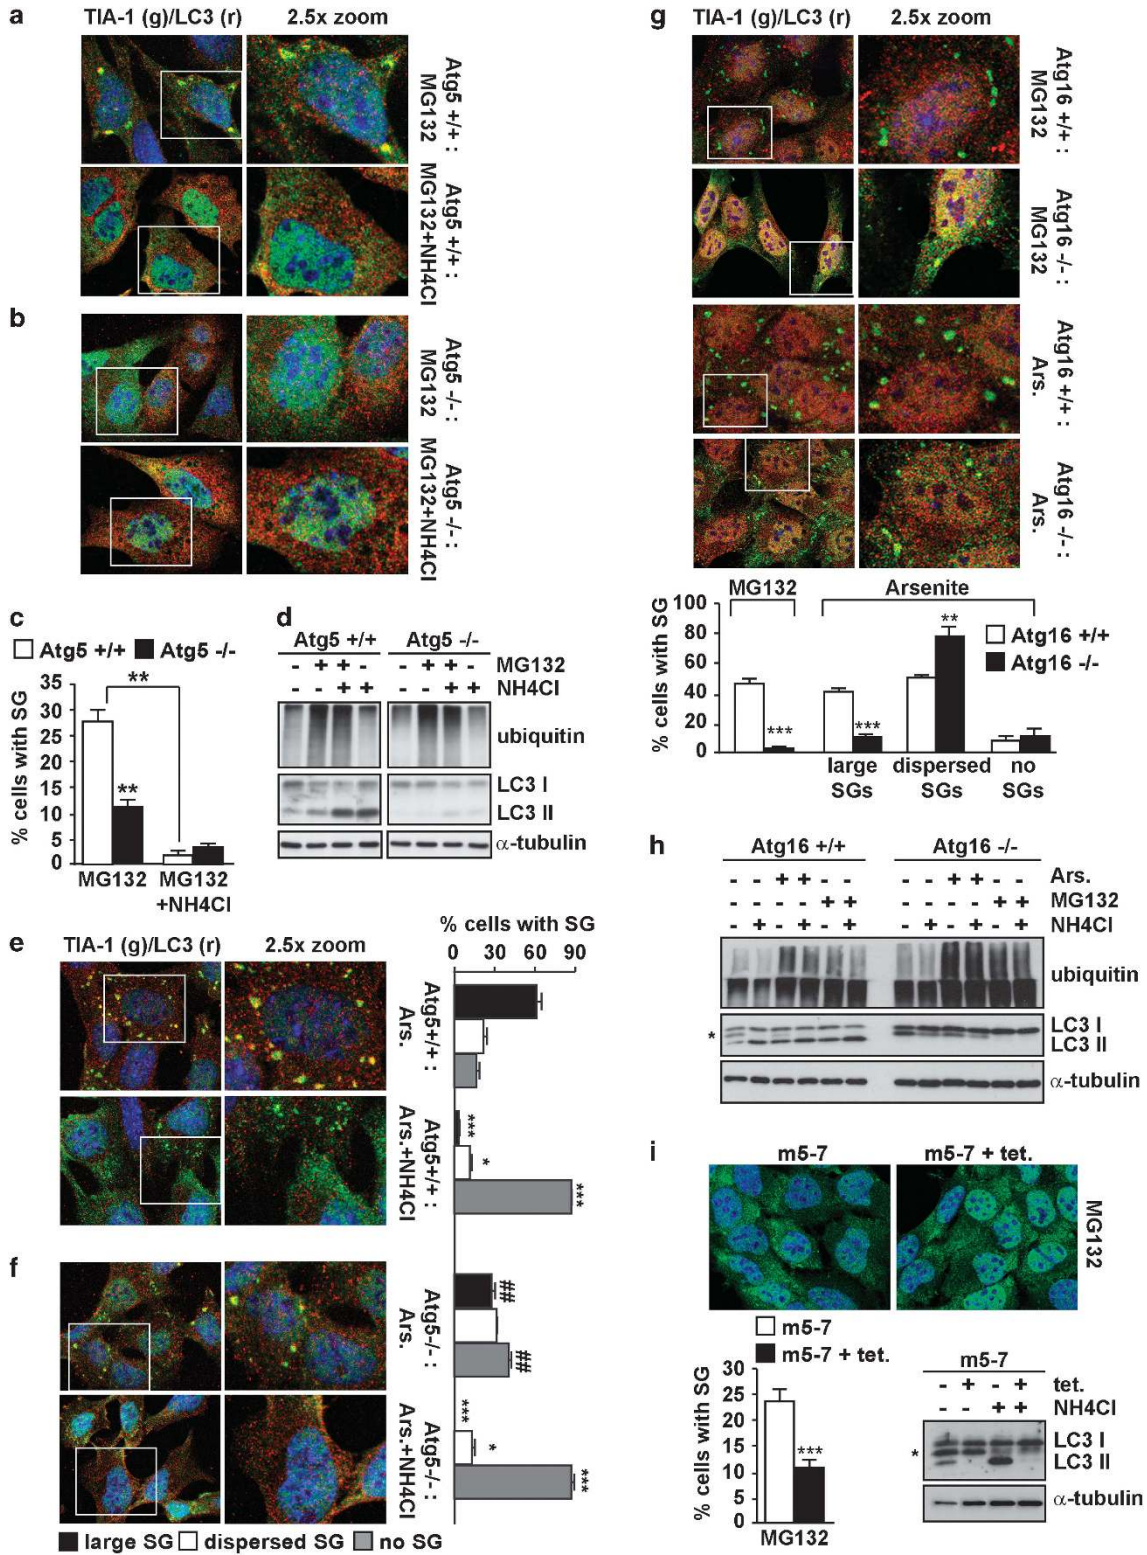 a
TIA-1 (g)/LC3 (r)
2.5x zoom
Atg5 +/+ :
MG132
Atg5 +/+ :
MG132+NH4Cl
b
Atg5 -/- :
MG132
Atg5 -/- :
MG132+NH4Cl
c
Atg5 +/+
Atg5 -/-
% cells with SG
35
30
25
20
15
10
5
0
**
**
MG132
MG132
+NH4Cl
d
Atg5 +/+
Atg5 -/-
- + + -
- + + -
MG132
- - + +
- - + +
NH4Cl
ubiquitin
LC3 I
LC3 II
α-tubulin
e
TIA-1 (g)/LC3 (r)
2.5x zoom
% cells with SG
0 30 60 90
Atg5+/+ :
Ars.
Atg5+/+ :
Ars.+NH4Cl
***
*
***
f
Atg5-/- :
Ars.
Atg5-/- :
Ars.+NH4Cl
##
##
***
*
***
large SG
dispersed SG
no SG
g
TIA-1 (g)/LC3 (r)
2.5x zoom
Atg16 +/+ :
MG132
Atg16 -/- :
MG132
Atg16 +/+ :
Ars.
Atg16 -/- :
Ars.
MG132
Arsenite
% cells with SG
100
80
60
40
20
0
***
***
**
Atg16 +/+
Atg16 -/-
large
SGs
dispersed
SGs
no
SGs
h
Atg16 +/+
Atg16 -/-
- - + + - -
- - + + - -
Ars.
- - - - + +
- - - - + +
MG132
- + - + - +
- + - + - +
NH4Cl
ubiquitin
LC3 I
*
LC3 II
α-tubulin
i
m5-7
m5-7 + tet.
MG132
m5-7
m5-7 + tet.
% cells with SG
30
25
20
15
10
5
0
***
MG132
m5-7
- + - +
tet.
- - + +
NH4Cl
LC3 I
*
LC3 II
α-tubulin